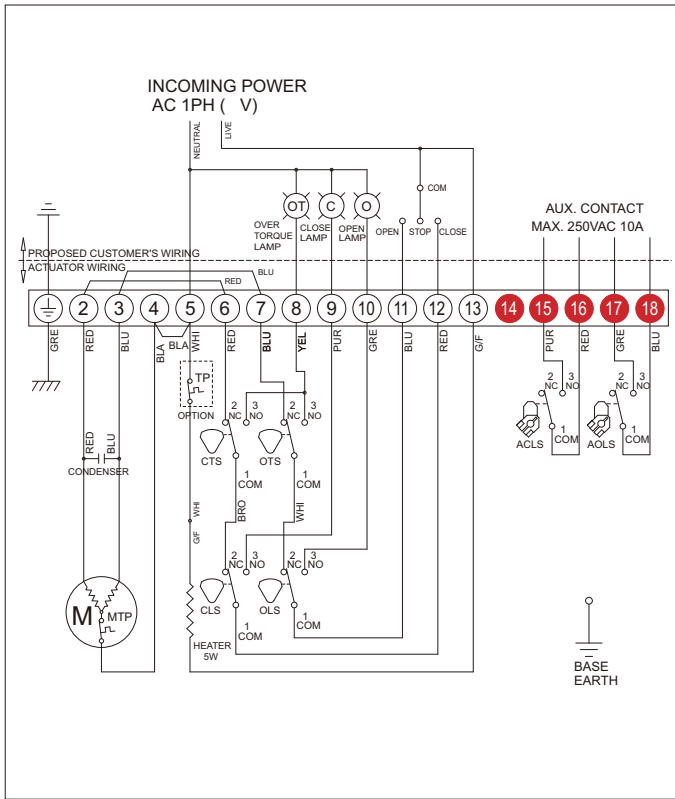 INCOMING POWER
AC 1PH (   V)
NEUTRAL
LIVE
COM
OT
C
O
OVER
TORQUE
LAMP
CLOSE
LAMP
OPEN
LAMP
OPEN
STOP
CLOSE
AUX. CONTACT
MAX. 250VAC 10A
PROPOSED CUSTOMER'S WIRING
ACTUATOR WIRING
BLU
RED
2 3 4 5 6 7 8 9 10 11 12 13 14 15 16 17 18
GRE
RED
BLU
BLA
BLA
WHI
RED
BLU
YEL
PUR
GRE
BLU
RED
G/F
PUR
RED
GRE
BLU
TP
OPTION
2
NC
3
NO
2
NC
3
NO
2
NC
3
NO
2
NC
3
NO
CTS
OTS
1
COM
1
COM
ACLS
1
COM
AOLS
1
COM
RED
BLU
CONDENSER
WHI
G/F
BRO
WHI
2
NC
3
NO
2
NC
3
NO
CLS
OLS
1
COM
1
COM
M
MTP
HEATER
5W
BASE
EARTH